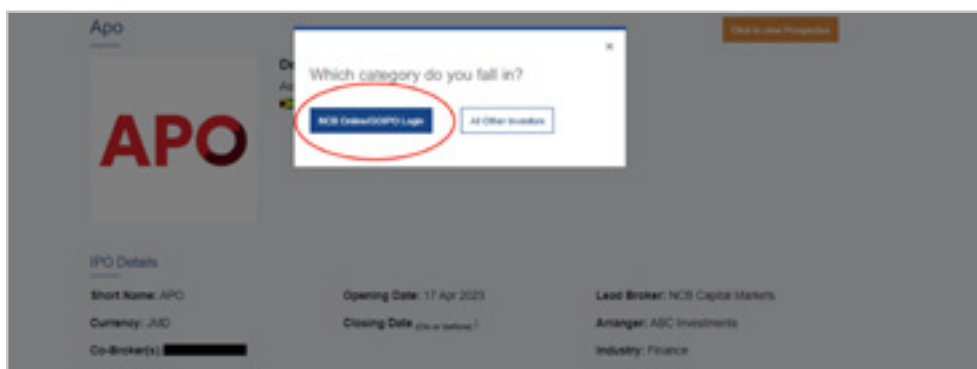 Apo
Click to view Prospectus
×
Which category do you fall in?
NCB Online/GOIPO Login
All Other Investors
APO
IPO Details
Short Name: APO
Opening Date: 17 Apr 2023
Lead Broker: NCB Capital Markets
Currency: JMD
Closing Date (On or before) :
Arranger: ABC Investments
Co-Broker(s)
Industry: Finance